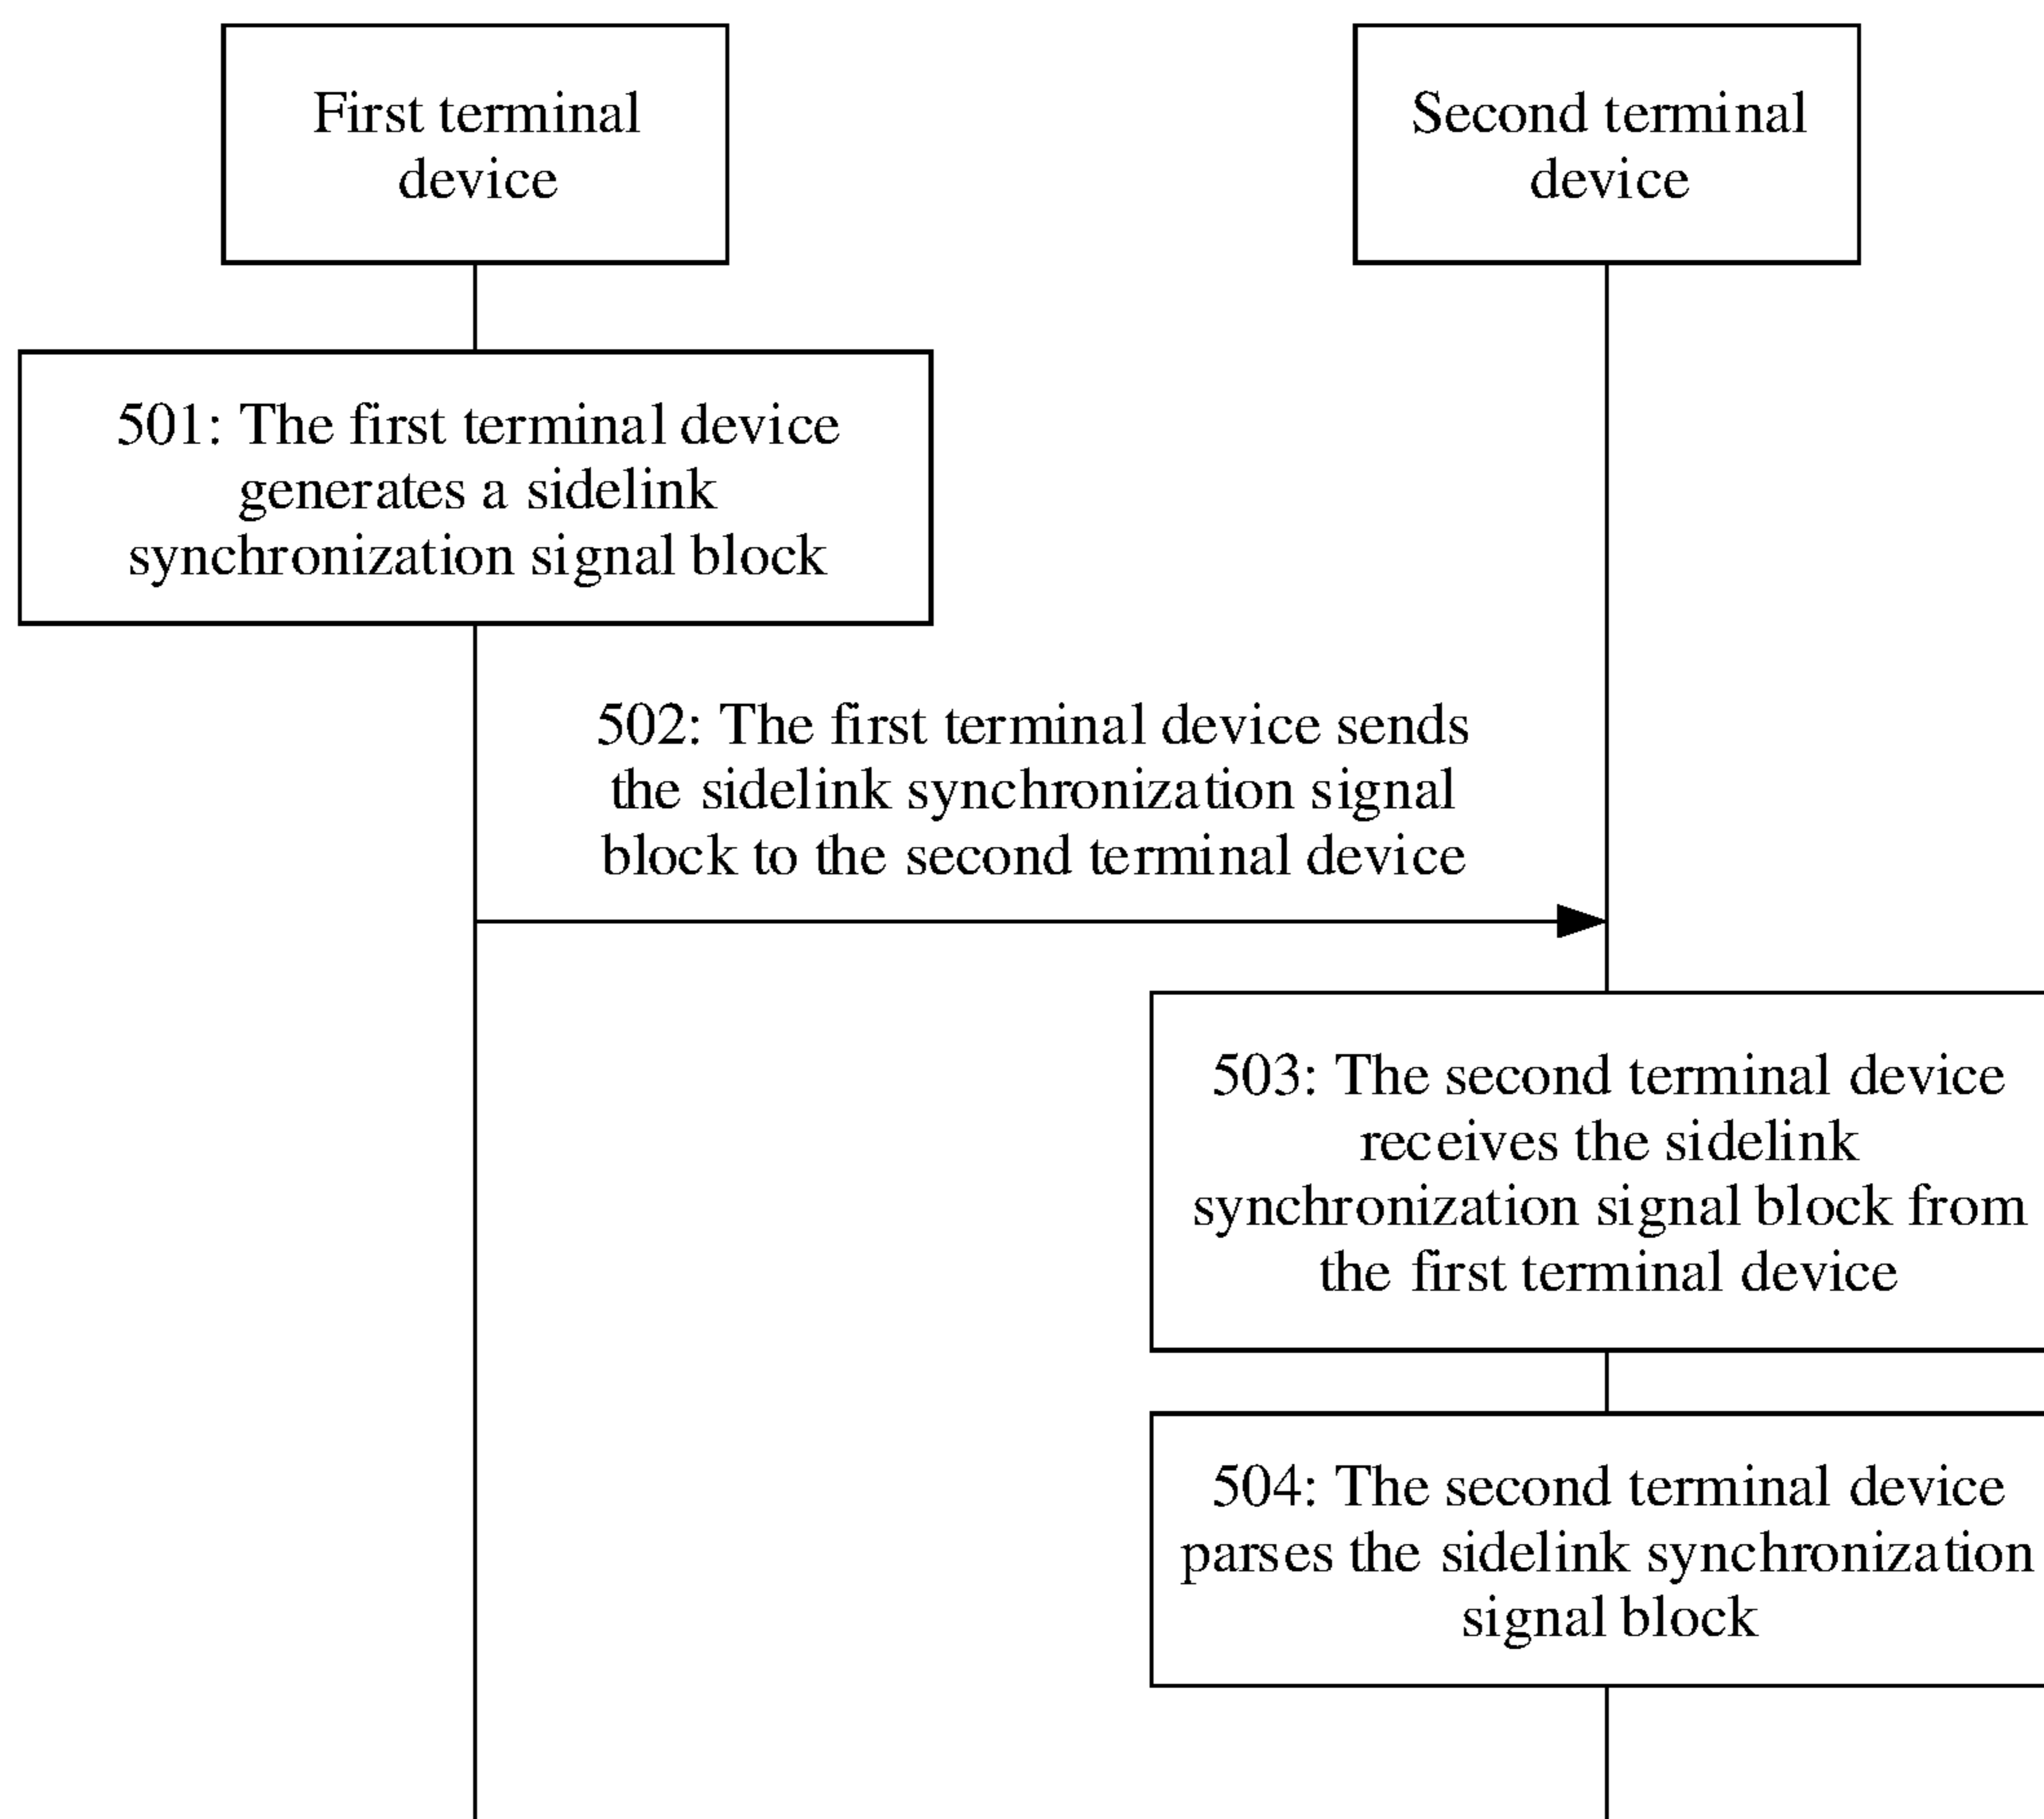 First terminal
device
Second terminal
device
501: The first terminal device
generates a sidelink
synchronization signal block
502: The first terminal device sends
the sidelink synchronization signal
block to the second terminal device
503: The second terminal device
receives the sidelink
synchronization signal block from
the first terminal device
504: The second terminal device
parses the sidelink synchronization
signal block